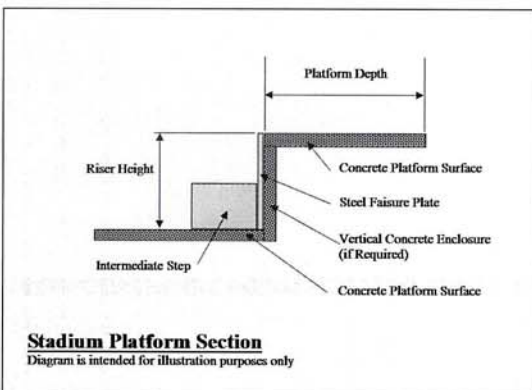 Platform Depth
Riser Height
Concrete Platform Surface
Steel Faisure Plate
Vertical Concrete Enclosure
(if Required)
Intermediate Step
Concrete Platform Surface
Stadium Platform Section
Diagram is intended for illustration purposes only